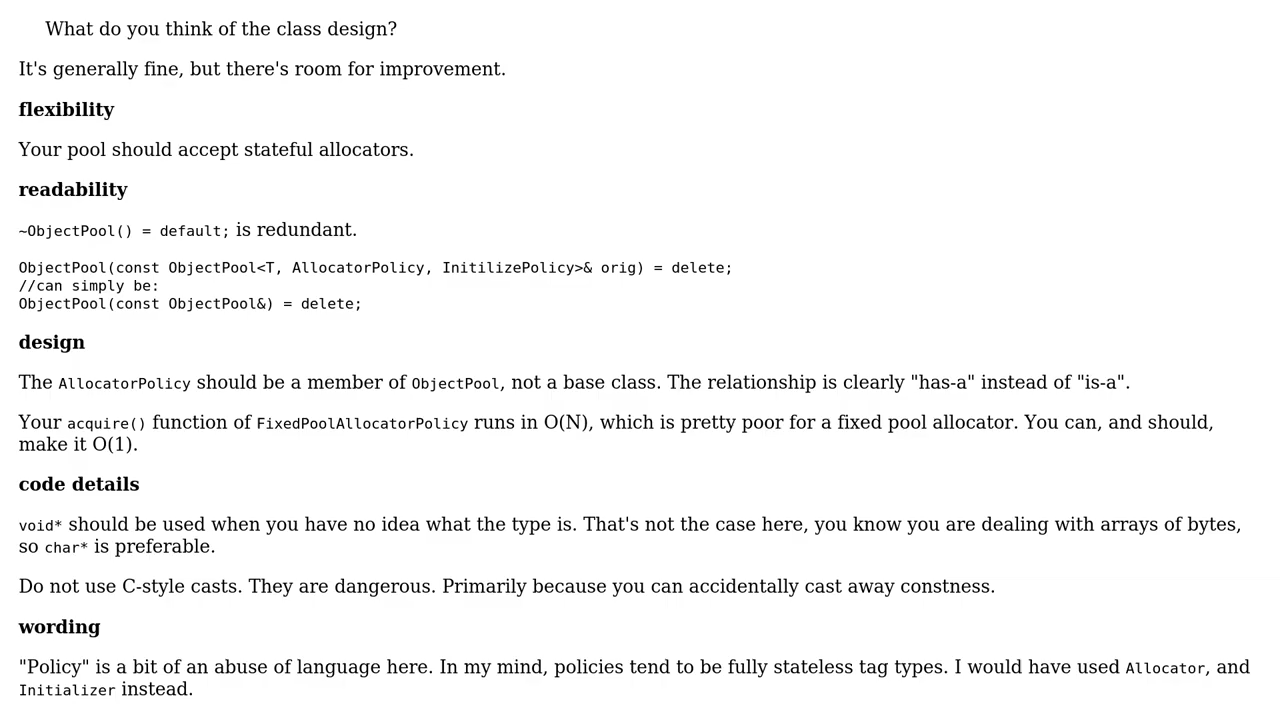 What do you think of the class design?
It's generally fine, but there's room for improvement.
flexibility
Your pool should accept stateful allocators.
readability
~ObjectPool() = default; is redundant.
ObjectPool(const ObjectPool<T, AllocatorPolicy, InitilizePolicy>& orig) = delete;
//can simply be:
ObjectPool(const ObjectPool&) = delete;
design
The AllocatorPolicy should be a member of ObjectPool, not a base class. The relationship is clearly "has-a" instead of "is-a".
Your acquire() function of FixedPoolAllocatorPolicy runs in O(N), which is pretty poor for a fixed pool allocator. You can, and should,
make it O(1).
code details
void* should be used when you have no idea what the type is. That's not the case here, you know you are dealing with arrays of bytes,
so char* is preferable.
Do not use C-style casts. They are dangerous. Primarily because you can accidentally cast away constness.
wording
"Policy" is a bit of an abuse of language here. In my mind, policies tend to be fully stateless tag types. I would have used Allocator, and
Initializer instead.